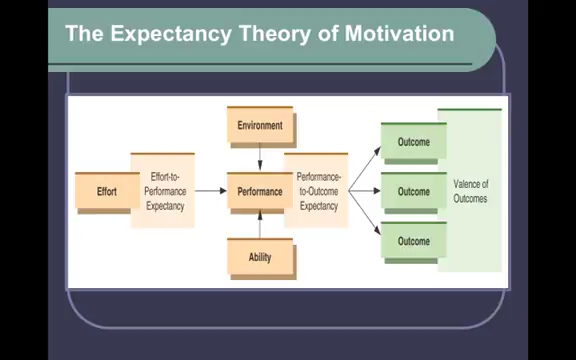 The Expectancy Theory of Motivation
Environment
Effort
Effort-to-
Performance
Expectancy
Performance
Performance-
to-Outcome
Expectancy
Ability
Outcome
Outcome
Outcome
Valence of
Outcomes